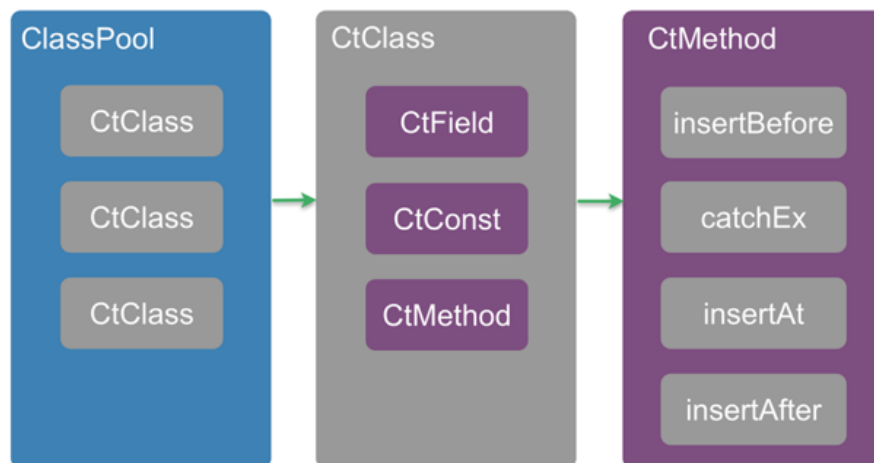 ClassPool
CtClass
CtClass
CtClass
CtClass
CtField
CtConst
CtMethod
CtMethod
insertBefore
catchEx
insertAt
insertAfter